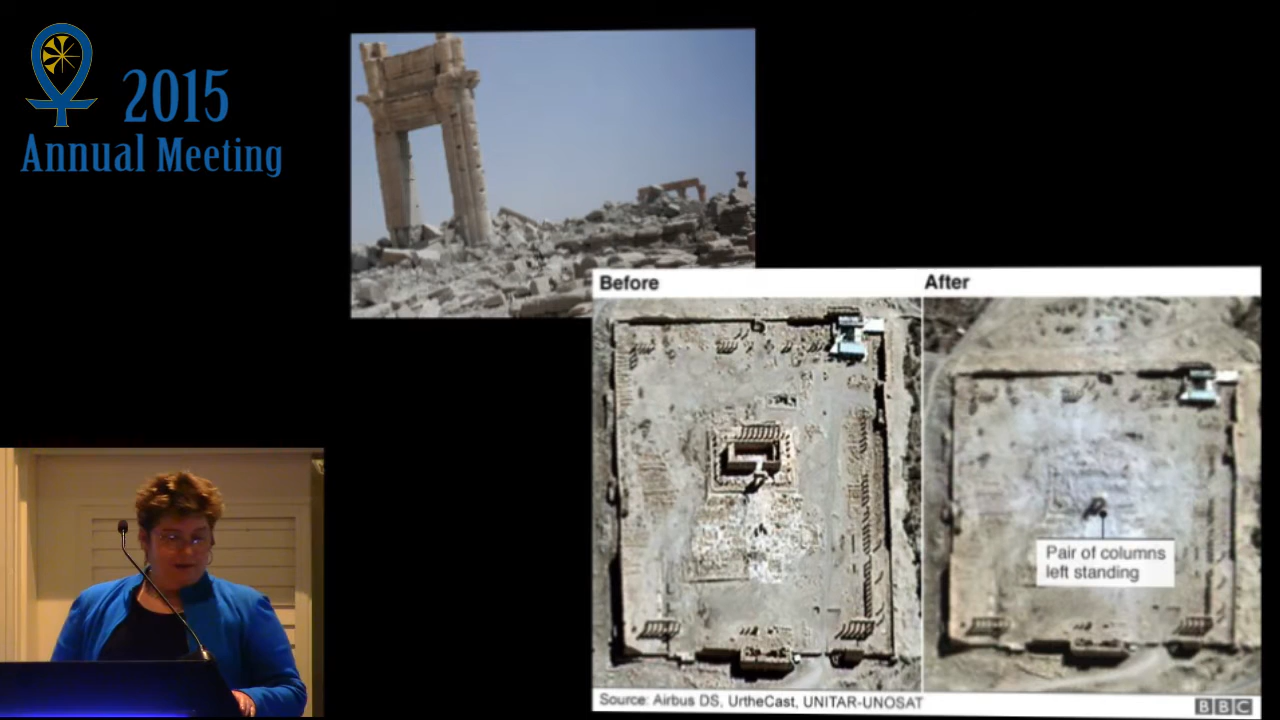 2015
Annual Meeting
Before
After
Pair of columns
left standing
Source: Airbus DS, UrtheCast, UNITAR-UNOSAT
BBC